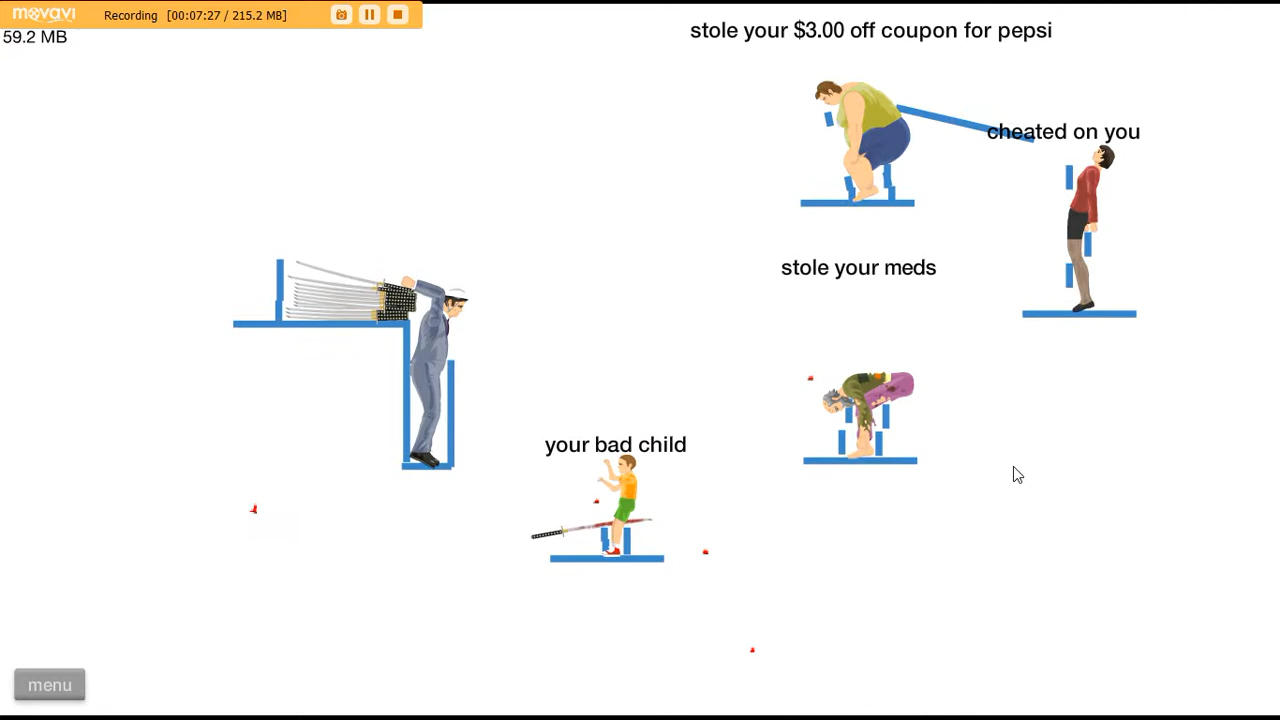 movavi
Recording [00:07:27 / 215.2 MB]
59.2 MB
stole your $3.00 off coupon for pepsi
cheated on you
stole your meds
your bad child
menu